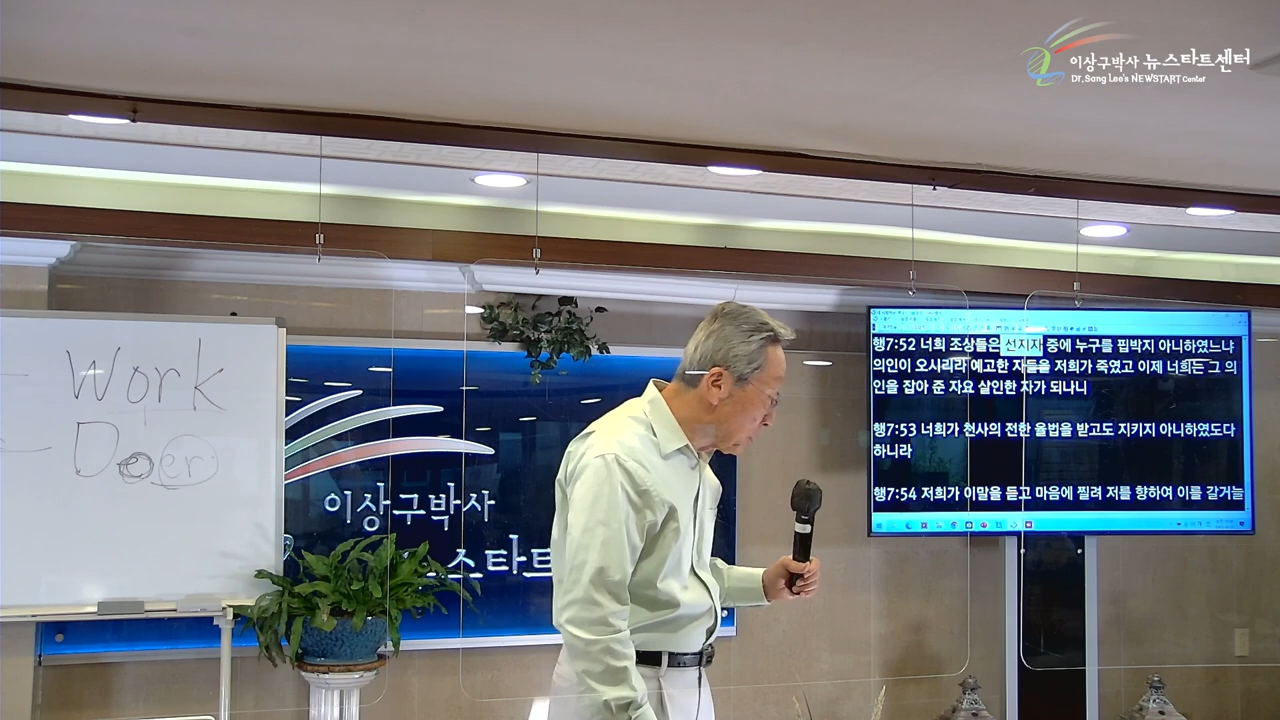 이상구박사 뉴스타트센터
Dr. Sang Lee's NEWSTART Center
Work
Doer
이상구박사
스타트
행7:52 너희 조상들은 선지자 중에 누구를 핍박지 아니하였느냐
의인이 오시리라 예고한 자들을 저희가 죽였고 이제 너희는 그 의
인을 잡아 준 자요 살인한 자가 되나니
행7:53 너희가 천사의 전한 율법을 받고도 지키지 아니하였도다
하니라
행7:54 저희가 이말을 듣고 마음에 찔려 저를 향하여 이를 갈거늘